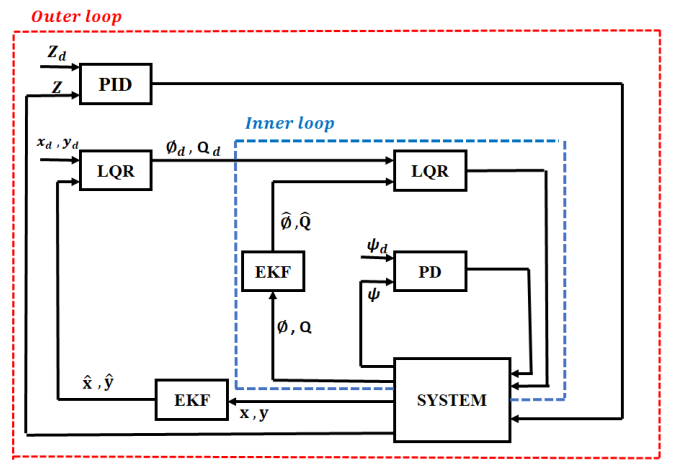 Outer loop
Z_d
Z
PID
x_d , y_d
LQR
Ø_d , Q_d
Inner loop
LQR
Ø̂ , Q̂
EKF
ψ_d
PD
ψ
Ø , Q
x̂ , ŷ
EKF
x , y
SYSTEM